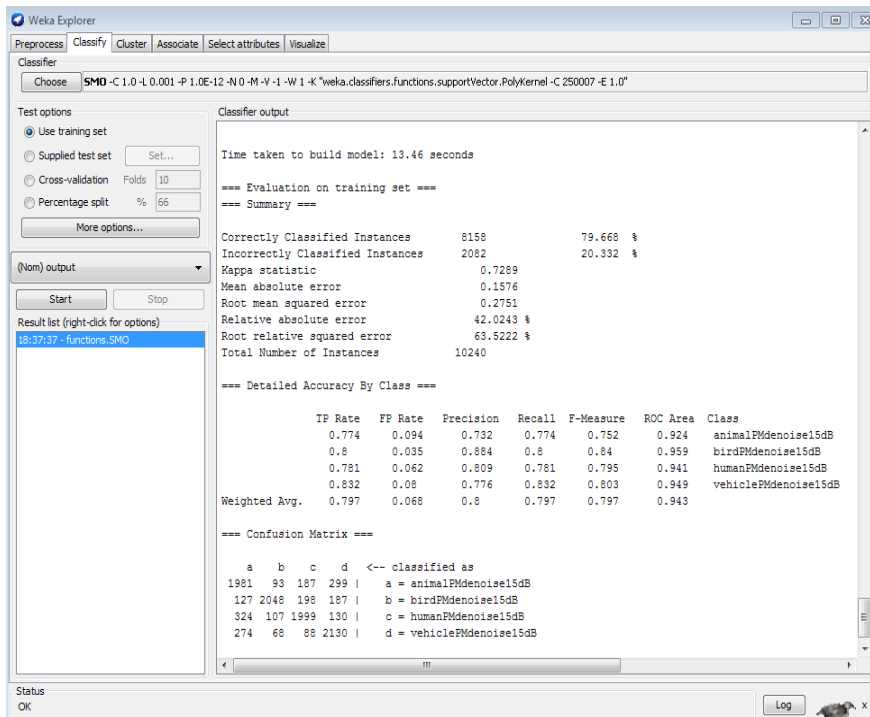 Weka Explorer
Preprocess Classify Cluster Associate Select attributes Visualize
Classifier
Choose SMO -C 1.0 -L 0.001 -P 1.0E-12 -N 0 -M -V -1 -W 1 -K "weka.classifiers.functions.supportVector.PolyKernel -C 250007 -E 1.0"
Test options
Use training set
Supplied test set Set...
Cross-validation Folds 10
Percentage split % 66
More options...
(Nom) output
Start Stop
Result list (right-click for options)
18:37:37 - functions.SMO
Classifier output
Time taken to build model: 13.46 seconds
=== Evaluation on training set ===
=== Summary ===
Correctly Classified Instances 8158 79.668 %
Incorrectly Classified Instances 2082 20.332 %
Kappa statistic 0.7289
Mean absolute error 0.1576
Root mean squared error 0.2751
Relative absolute error 42.0243 %
Root relative squared error 63.5222 %
Total Number of Instances 10240
=== Detailed Accuracy By Class ===
TP Rate FP Rate Precision Recall F-Measure ROC Area Class
0.774 0.094 0.732 0.774 0.752 0.924 animalPMdenoise15dB
0.8 0.035 0.884 0.8 0.84 0.959 birdPMdenoise15dB
0.781 0.062 0.809 0.781 0.795 0.941 humanPMdenoise15dB
0.832 0.08 0.776 0.832 0.803 0.949 vehiclePMdenoise15dB
Weighted Avg. 0.797 0.068 0.8 0.797 0.797 0.943
=== Confusion Matrix ===
a b c d <-- classified as
1981 93 187 299 | a = animalPMdenoise15dB
127 2048 198 187 | b = birdPMdenoise15dB
324 107 1999 130 | c = humanPMdenoise15dB
274 68 88 2130 | d = vehiclePMdenoise15dB
Status
OK
Log
x